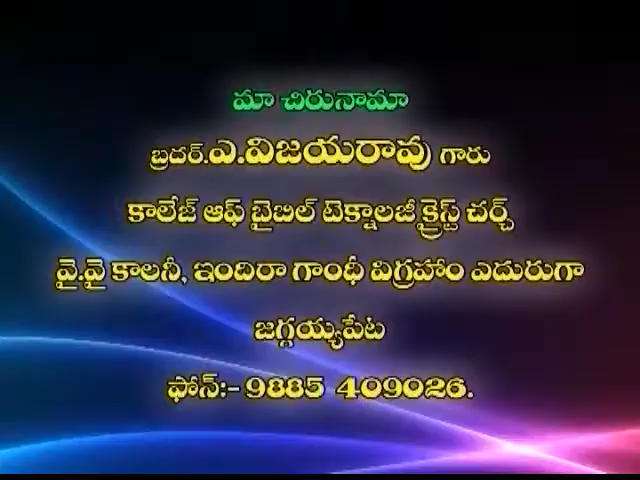 మా చిరునామా
బ్రదర్.ఎ.విజయరావు గారు
కాలేజ్ ఆఫ్ బైబిల్ టెక్నాలజీ క్రైస్ట్ చర్చ్
వై.వై కాలనీ, ఇందిరా గాంధీ విగ్రహం ఎదురుగా
జగ్గయ్యపేట
ఫోన్:- 9885 409026.